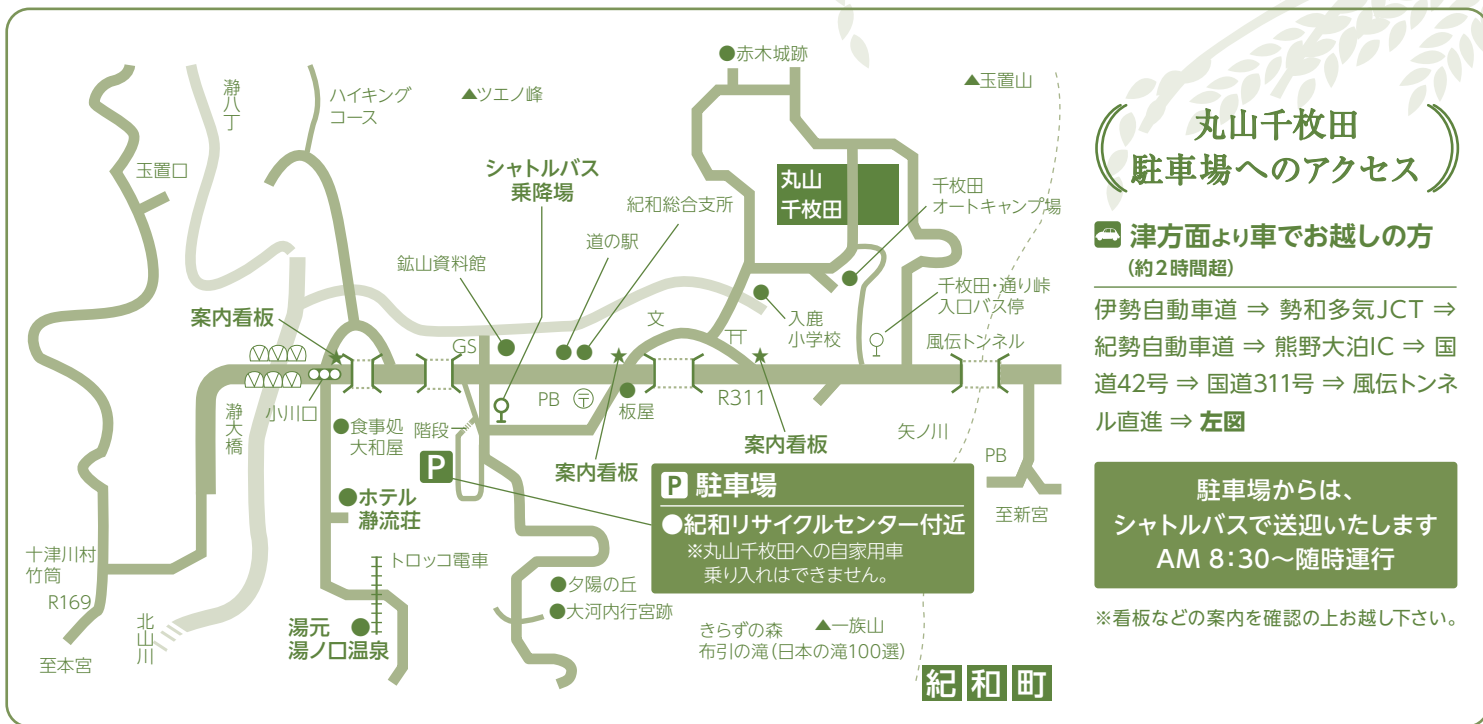 赤木城跡
瀞八丁
ハイキング
コース
▲ツエノ峰
▲玉置山
玉置口
シャトルバス
乗降場
丸山
千枚田
千枚田
オートキャンプ場
紀和総合支所
道の駅
鉱山資料館
千枚田・通り峠
入口バス停
案内看板
入鹿
小学校
文
GS
風伝トンネル
小川口
瀞大橋
PB
〒
板屋
R311
食事処
大和屋
階段
案内看板
案内看板
矢ノ川
PB
P
P 駐車場
●紀和リサイクルセンター付近
※丸山千枚田への自家用車
乗り入れはできません。
至新宮
ホテル
瀞流荘
十津川村
竹筒
R169
トロッコ電車
夕陽の丘
大河内行宮跡
北山川
湯元
湯ノ口温泉
至本宮
きらずの森
布引の滝(日本の滝100選)
▲一族山
紀和町
丸山千枚田
駐車場へのアクセス
津方面より車でお越しの方
(約2時間超)
伊勢自動車道 ⇒ 勢和多気JCT ⇒
紀勢自動車道 ⇒ 熊野大泊IC ⇒ 国
道42号 ⇒ 国道311号 ⇒ 風伝トンネ
ル直進 ⇒ 左図
駐車場からは、
シャトルバスで送迎いたします
AM 8:30～随時運行
※看板などの案内を確認の上お越し下さい。